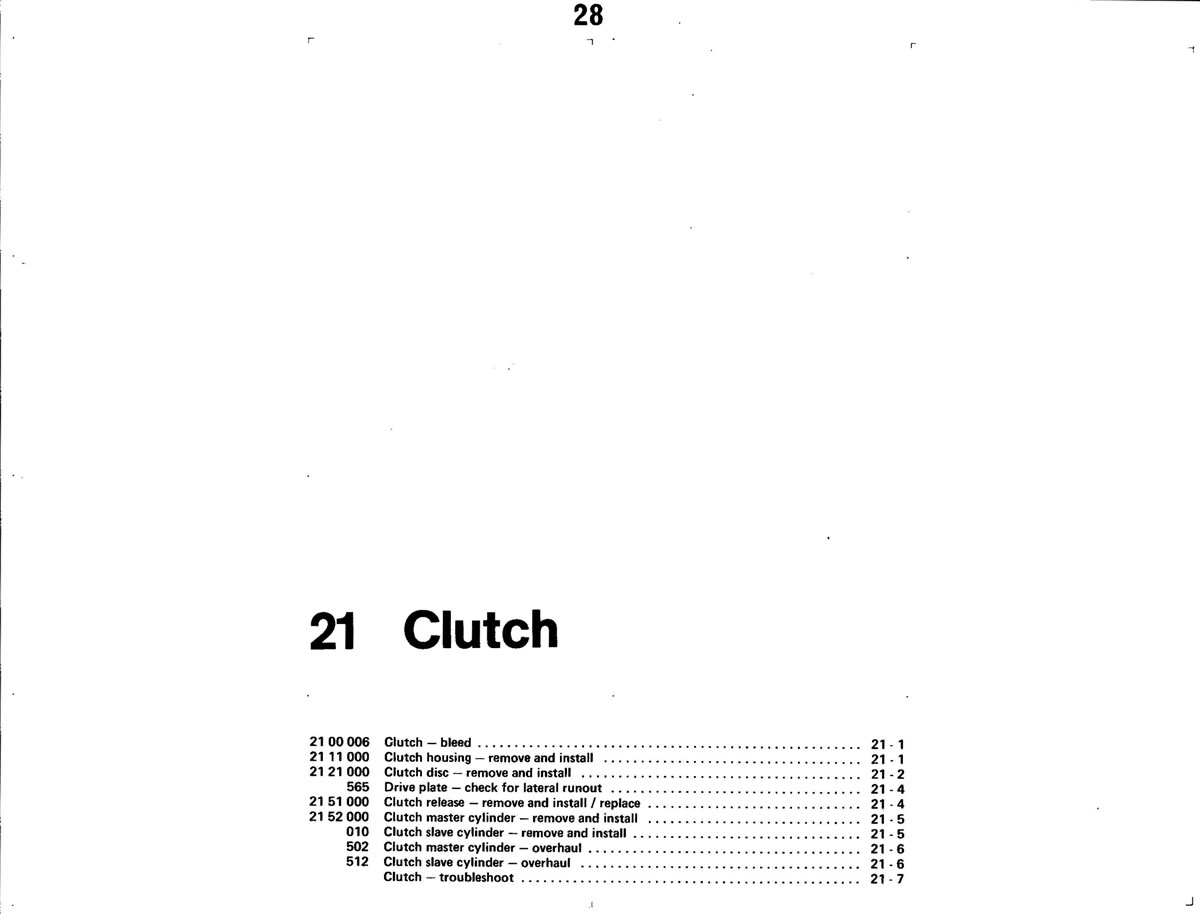 28
21 Clutch
21 00 006 Clutch – bleed ................................................... 21 - 1
21 11 000 Clutch housing – remove and install ................................... 21 - 1
21 21 000 Clutch disc – remove and install ...................................... 21 - 2
565 Drive plate – check for lateral runout .................................. 21 - 4
21 51 000 Clutch release – remove and install / replace ............................. 21 - 4
21 52 000 Clutch master cylinder – remove and install ............................. 21 - 5
010 Clutch slave cylinder – remove and install ............................... 21 - 5
502 Clutch master cylinder – overhaul ..................................... 21 - 6
512 Clutch slave cylinder – overhaul ...................................... 21 - 6
Clutch – troubleshoot .............................................. 21 - 7